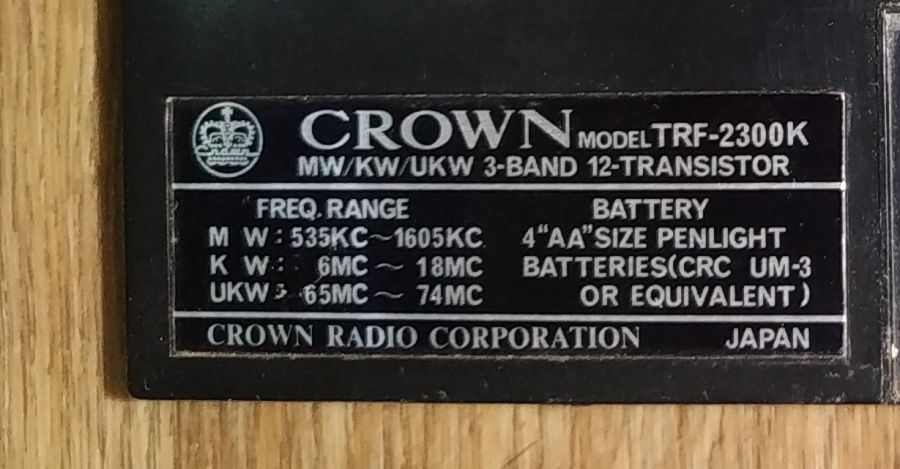 CROWN MODEL TRF-2300K
MW/KW/UKW 3-BAND 12-TRANSISTOR
FREQ. RANGE
M W: 535KC~1605KC
K W: 6MC ~ 18MC
UKW: 65MC ~ 74MC
BATTERY
4"AA"SIZE PENLIGHT
BATTERIES(CRC UM-3
OR EQUIVALENT)
CROWN RADIO CORPORATION JAPAN